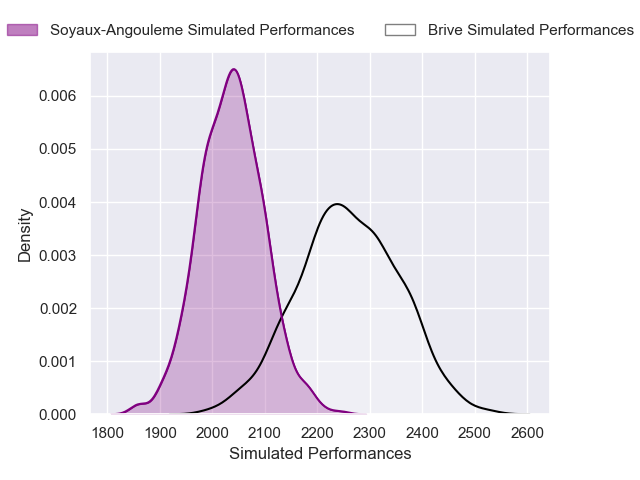 Soyaux-Angouleme Simulated Performances
Brive Simulated Performances
0.006
0.005
0.004
0.003
0.002
0.001
0.000
Density
1800 1900 2000 2100 2200 2300 2400 2500 2600
Simulated Performances